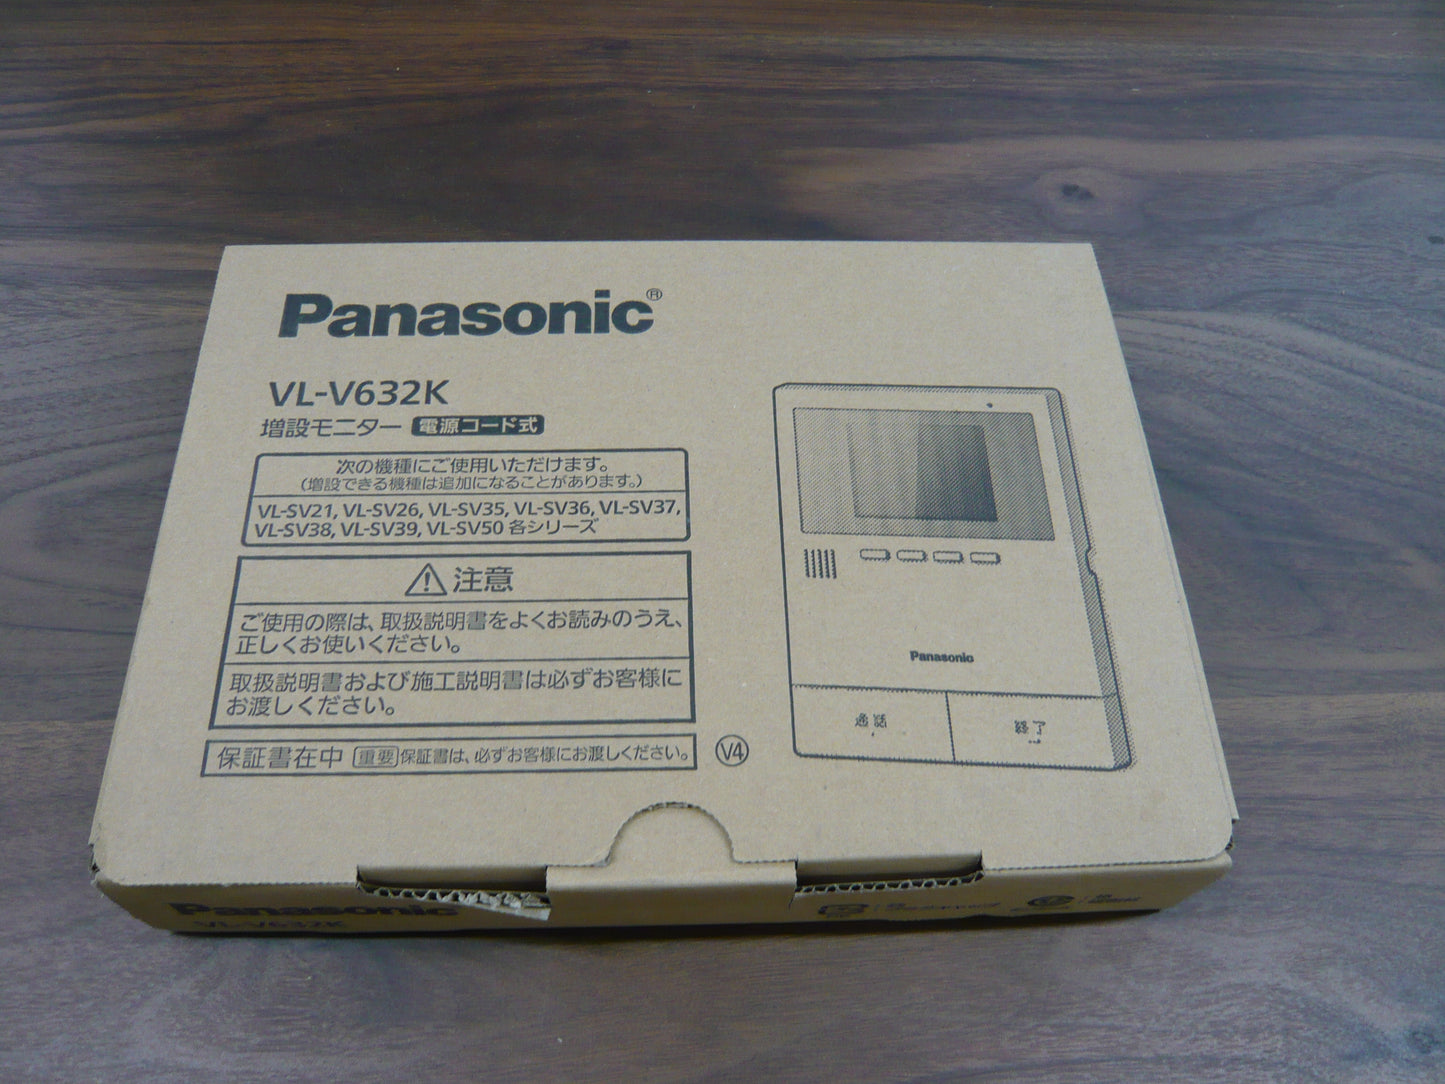 Panasonic®
VL-V632K
増設モニター 電源コード式
次の機種にご使用いただけます。
(増設できる機種は追加になることがあります。)
VL-SV21, VL-SV26, VL-SV35, VL-SV36, VL-SV37,
VL-SV38, VL-SV39, VL-SV50 各シリーズ
注意
ご使用の際は、取扱説明書をよくお読みのうえ、
正しくお使いください。
取扱説明書および施工説明書は必ずお客様に
お渡しください。
保証書在中 重要 保証書は、必ずお客様にお渡しください。
V4
Panasonic
通話
終了
Panasonic
VL-V632K